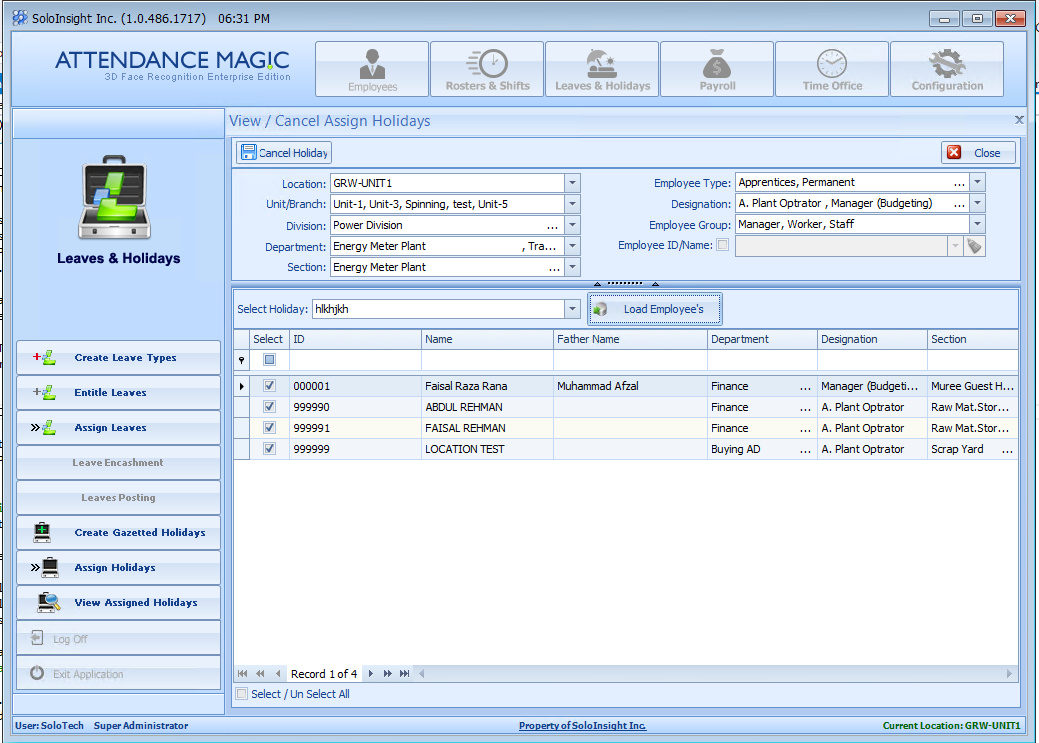 SoloInsight Inc. (1.0.486.1717) 06:31 PM
ATTENDANCE MAGIC
3D Face Recognition Enterprise Edition
Employees
Rosters & Shifts
Leaves & Holidays
Payroll
Time Office
Configuration
View / Cancel Assign Holidays
Cancel Holiday
Close
Location: GRW-UNIT1
Employee Type: Apprentices, Permanent ...
Unit/Branch: Unit-1, Unit-3, Spinning, test, Unit-5
Designation: A. Plant Optrator , Manager (Budgeting) ...
Division: Power Division ...
Employee Group: Manager, Worker, Staff
Department: Energy Meter Plant , Tra...
Employee ID/Name:
Section: Energy Meter Plant ...
Leaves & Holidays
Select Holiday: hlkhjkh
Load Employee's
Select ID Name Father Name Department Designation Section
000001 Faisal Raza Rana Muhammad Afzal Finance ... Manager (Budgeti... Muree Guest H...
999990 ABDUL REHMAN Finance ... A. Plant Optrator Raw Mat.Stor...
999991 FAISAL REHMAN Finance ... A. Plant Optrator Raw Mat.Stor...
999999 LOCATION TEST Buying AD ... A. Plant Optrator Scrap Yard ...
Create Leave Types
Entitle Leaves
Assign Leaves
Leave Encashment
Leaves Posting
Create Gazetted Holidays
Assign Holidays
View Assigned Holidays
Log Off
Exit Application
Record 1 of 4
Select / Un Select All
User: SoloTech Super Administrator
Property of SoloInsight Inc.
Current Location: GRW-UNIT1